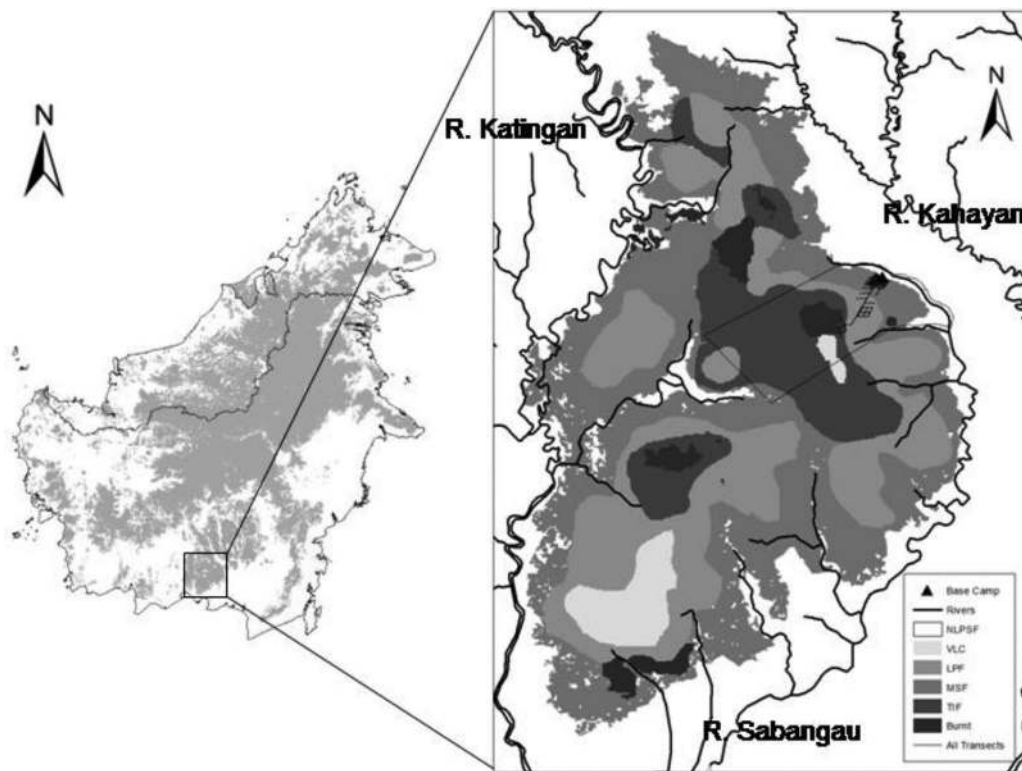 N
N
R. Katingan
R. Kahayan
R. Sabangau
Base Camp
Rivers
NLPSF
VLC
LPF
MSF
TIF
Burnt
All Transects